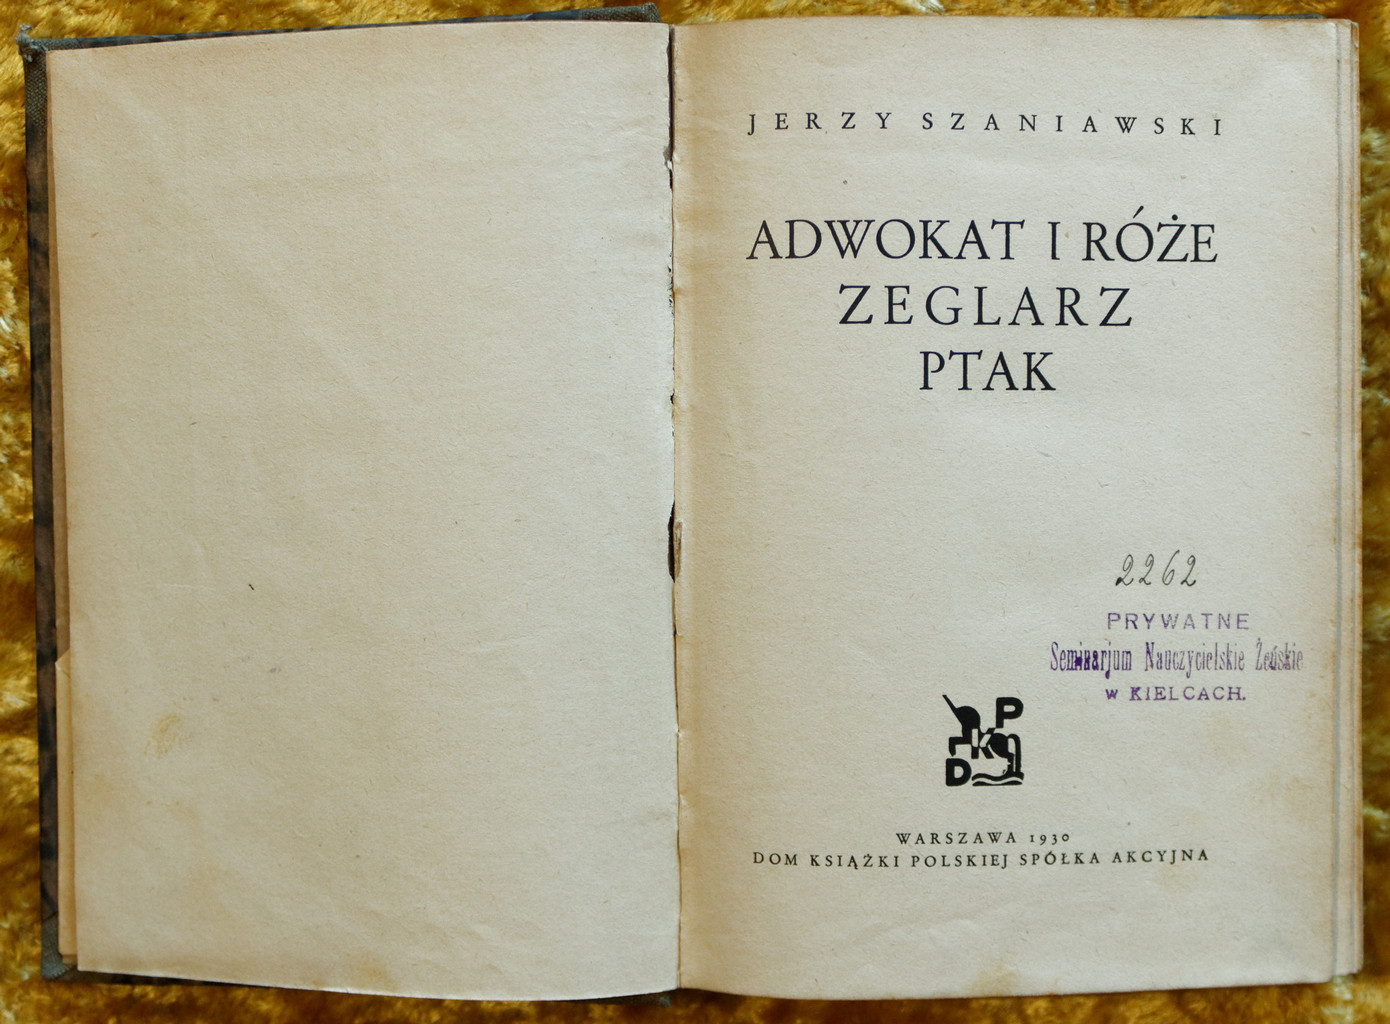 JERZY SZANIAWSKI
ADWOKAT I RÓŻE
ZEGLARZ
PTAK
2262
PRYWATNE
Seminarjum Nauczycielskie Żeńskie
w KIELCACH.
P
K
D
WARSZAWA 1930
DOM KSIĄŻKI POLSKIEJ SPÓŁKA AKCYJNA